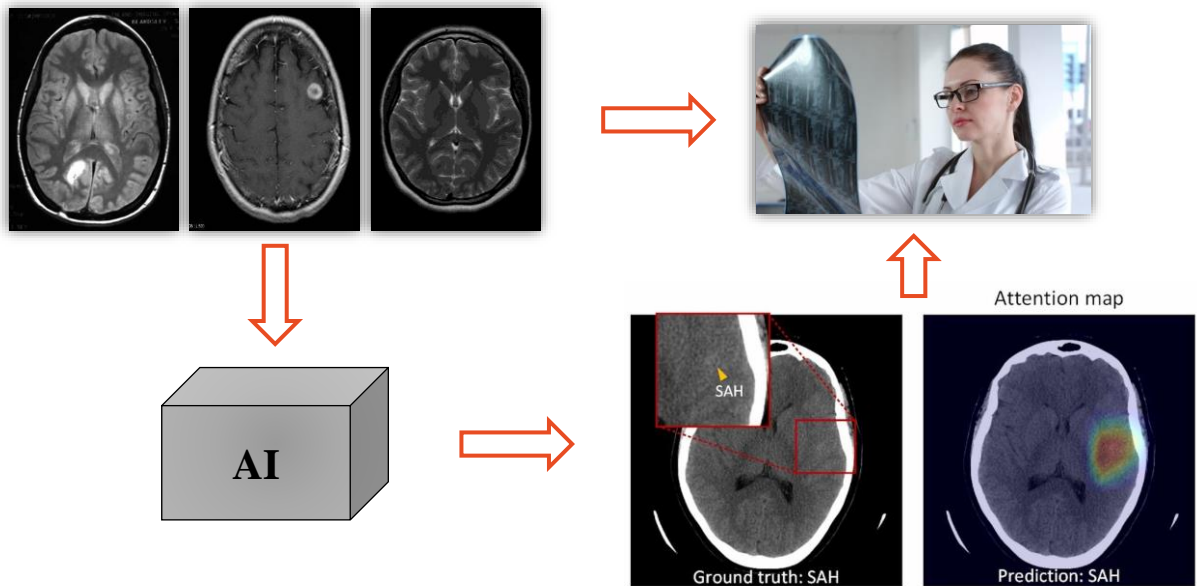 Attention map
SAH
AI
Ground truth: SAH
Prediction: SAH